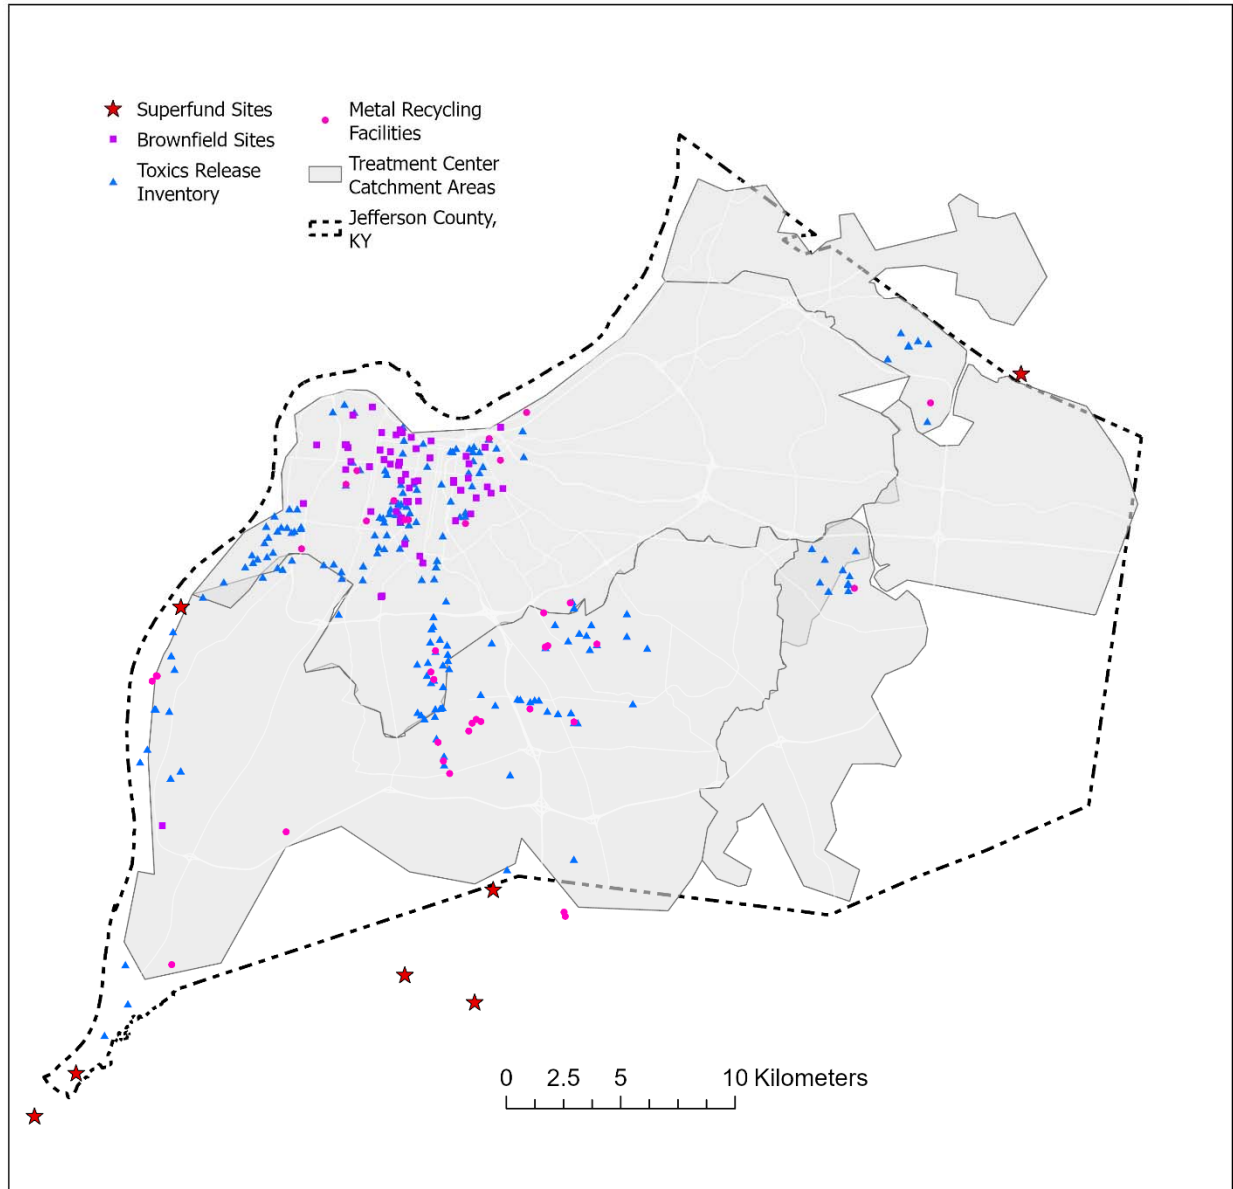 Superfund Sites
Brownfield Sites
Toxics Release
Inventory
Metal Recycling
Facilities
Treatment Center
Catchment Areas
Jefferson County,
KY
0 2.5 5 10 Kilometers